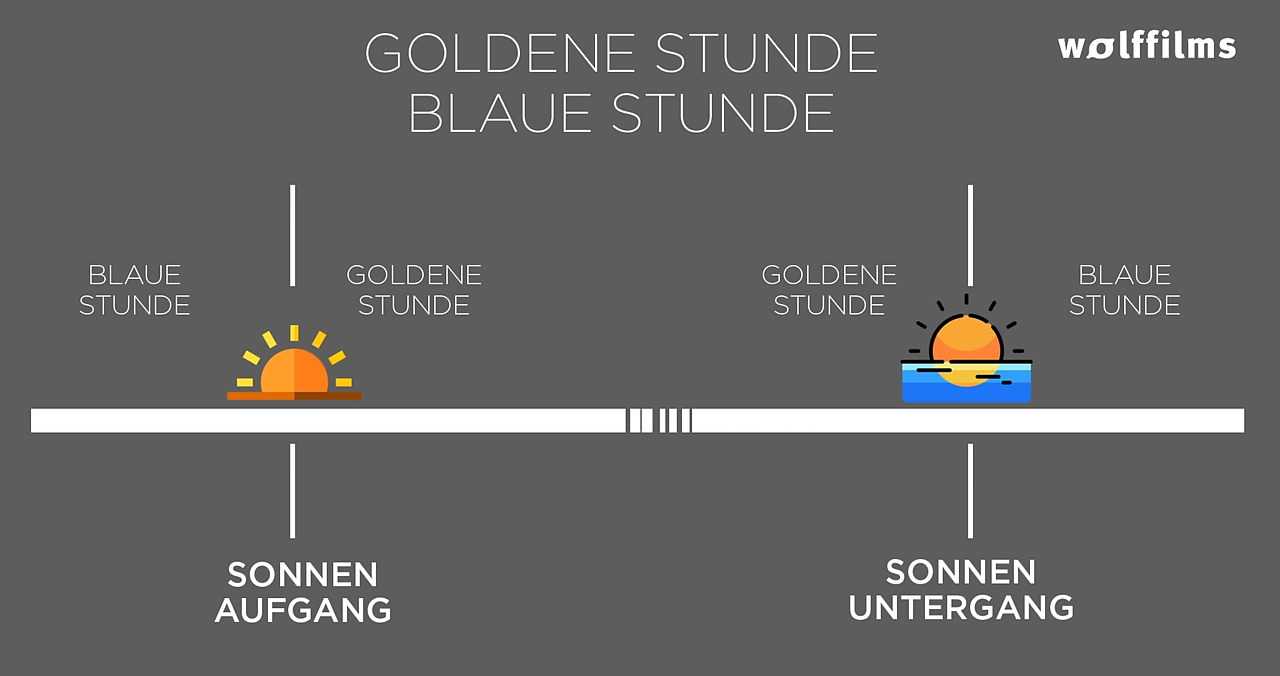 GOLDENE STUNDE
BLAUE STUNDE
wolffilms
BLAUE
STUNDE
GOLDENE
STUNDE
GOLDENE
STUNDE
BLAUE
STUNDE
SONNEN
AUFGANG
SONNEN
UNTERGANG